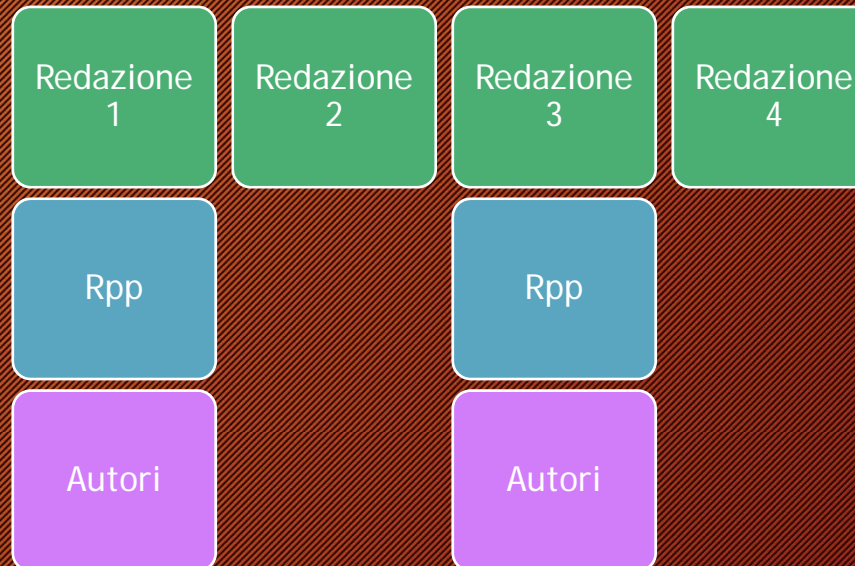 Redazione
1
Redazione
2
Redazione
3
Redazione
4
Rpp
Rpp
Autori
Autori